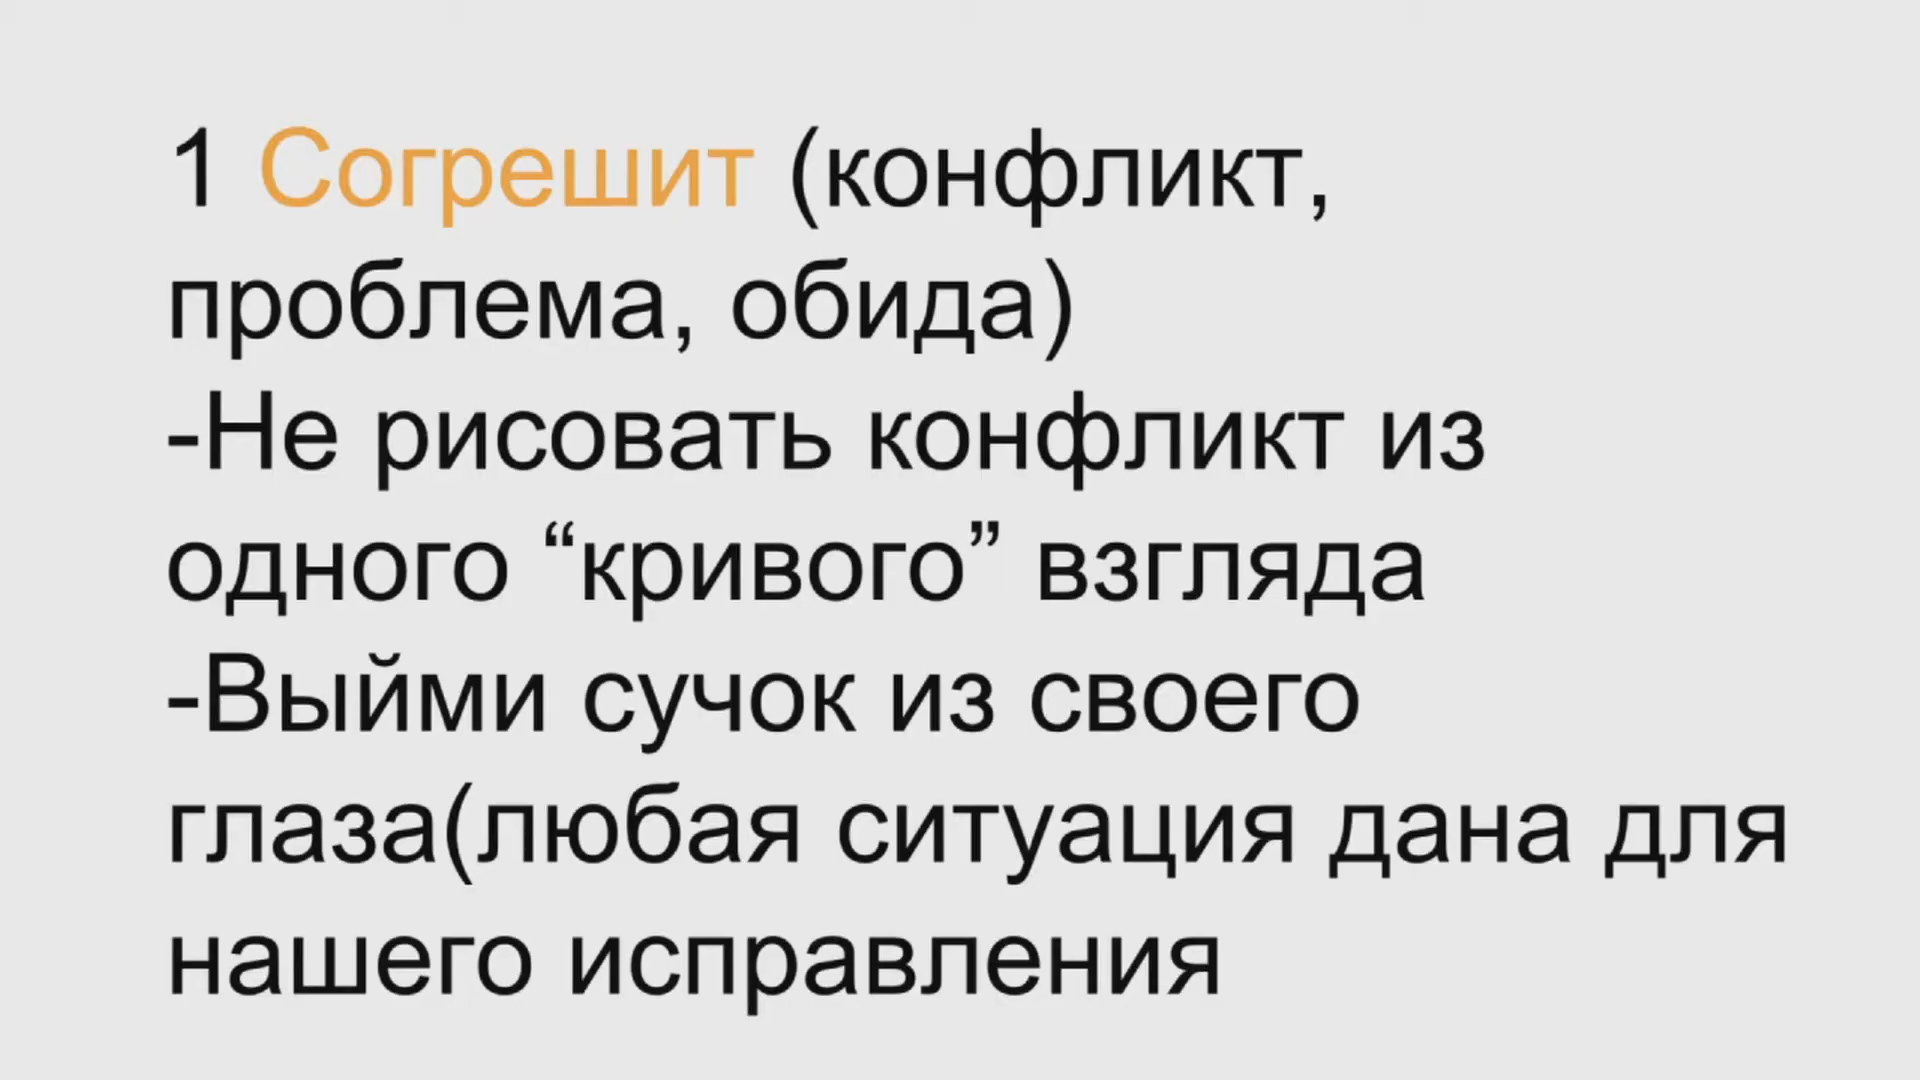 1 Согрешит (конфликт,
проблема, обида)
-Не рисовать конфликт из
одного “кривого” взгляда
-Выйми сучок из своего
глаза(любая ситуация дана для
нашего исправления